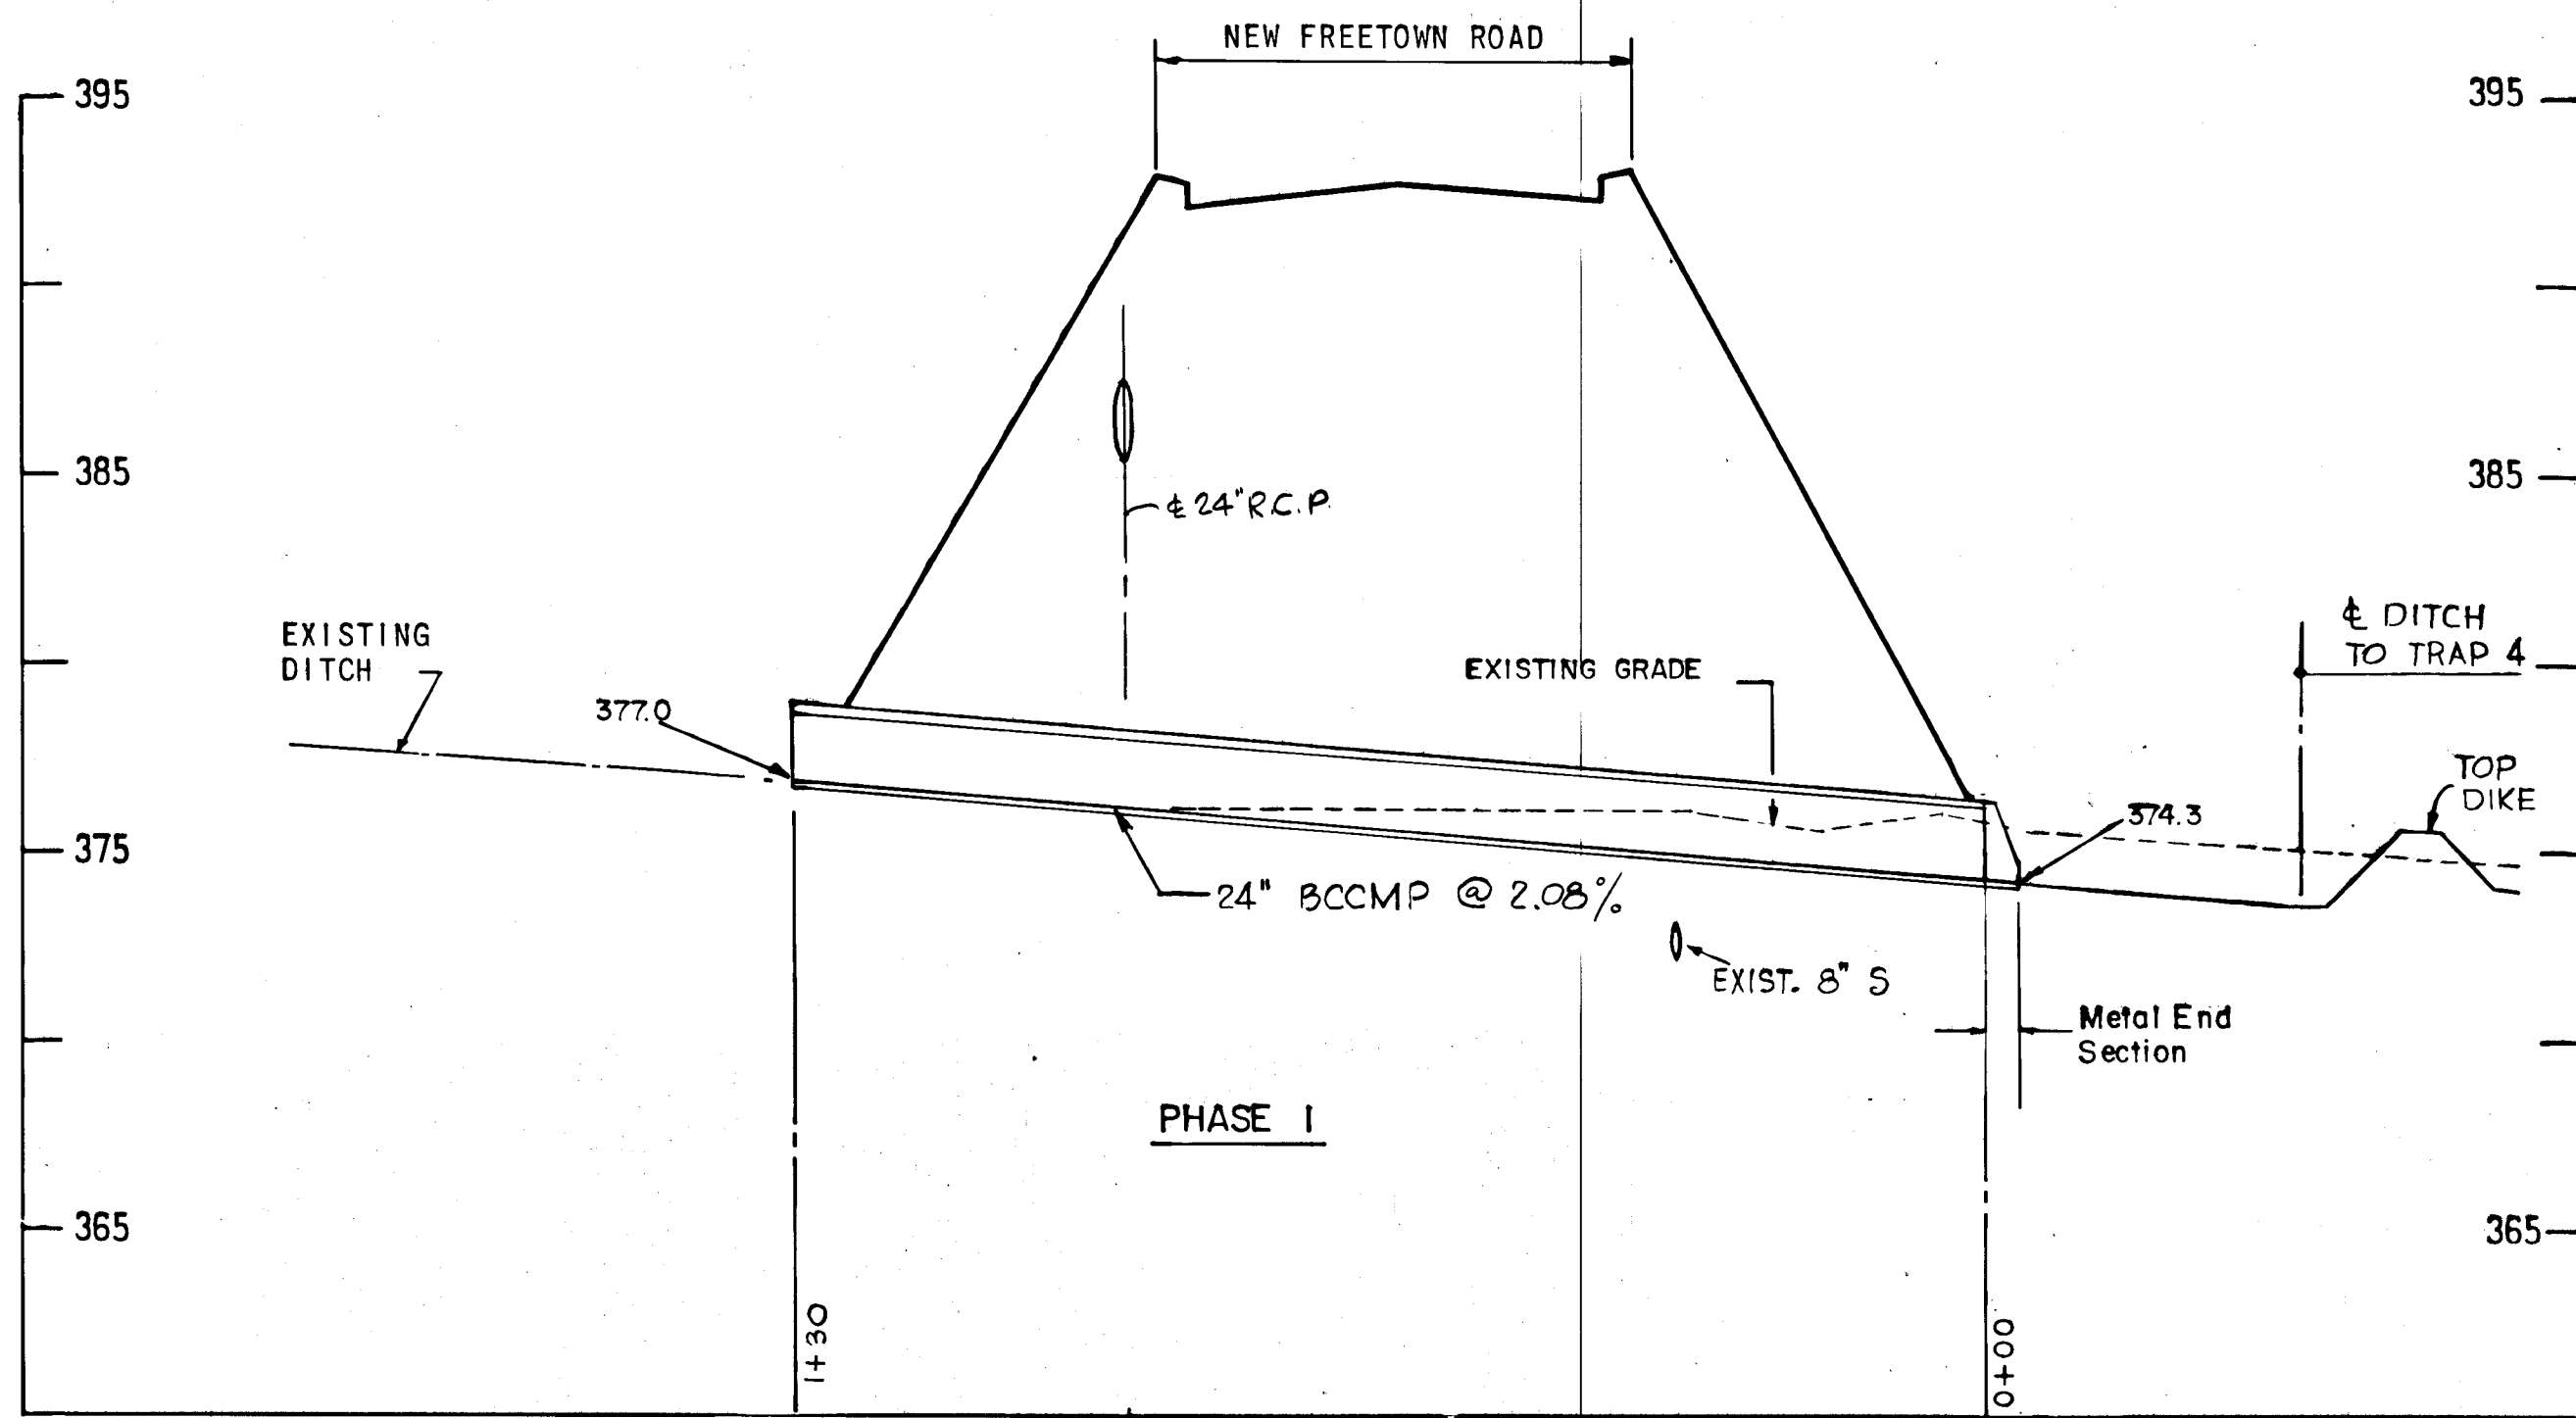 NEW FREETOWN ROAD
395
395
385
385
℄ 24" R.C.P.
EXISTING
DITCH
377.0
EXISTING GRADE
℄ DITCH
TO TRAP 4
TOP
DIKE
374.3
375
24" BCCMP @ 2.08%
EXIST. 8" S
Metal End
Section
PHASE 1
365
365
1+30
0+00